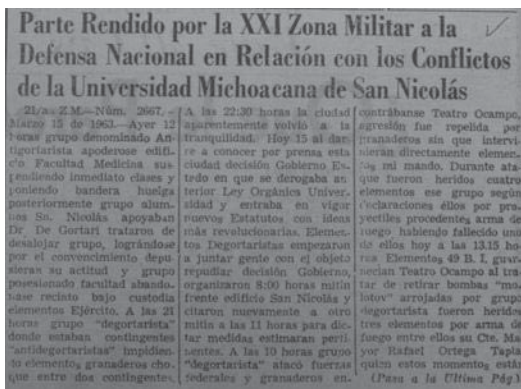 Parte Rendido por la XXI Zona Militar a la
Defensa Nacional en Relación con los Conflictos
de la Universidad Michoacana de San Nicolás
21/a. Z.M.—Núm. 2667.—
Marzo 15 de 1963.—Ayer 12
horas grupo denominado An-
tigortarista apoderose edifi-
cio Facultad Medicina sus-
pendiendo inmediato clases y
poniendo bandera huelga
posteriormente grupo alum-
nos Sn. Nicolás apoyaban
Dr. De Gortari trataron de
desalojar grupo, lográndose
por el convencimiento depu-
sieran su actitud y grupo
posesionado facultad aband-
nase recinto bajo custodia
elementos Ejército. A las 21
horas grupo "degortarista"
donde estaban contingentes
"antidegortaristas" impidien-
do elementos granaderos cho-
que entre dos contingentes.
A las 22:30 horas la ciudad
aparentemente volvió a la
tranquilidad. Hoy 15 al dar-
se a conocer por prensa esta
ciudad decisión Gobierno Es-
tado en que se derogaba an-
terior Ley Orgánica Univer-
sidad y entraba en vigor
nuevos Estatutos con ideas
más revolucionarias. Elemen-
tos Degortaristas empezaron
a juntar gente con el objeto
repudiar decisión Gobierno,
organizaron 8:00 horas mitin
frente edificio San Nicolás y
citaron nuevamente a otro
mitin a las 11 horas para dic-
tar medidas estimaran perti-
nentes. A las 10 horas grupo
"degortarista" atacó fuerzas
federales y granaderos en-
contrábanse Teatro Ocampo,
agresión fue repelida por
granaderos sin que intervi-
nieran directamente elemen-
tos mi mando. Durante ata-
que fueron heridos cuatro
elementos ese grupo según
declaraciones ellos por pro-
yectiles procedentes arma de
fuego habiendo fallecido uno
de ellos hoy a las 13.15 ho-
ras Elementos 49 B. I., guar-
necían Teatro Ocampo al tra-
tar de retirar bombas "mo-
lotov" arrojadas por grupo
degortarista fueron heridos
tres elementos por arma de
fuego entre ellos su Cte. Ma-
yor Rafael Ortega Tapia
quien estos momentos está
(Pasa a la Ultima Pág.)